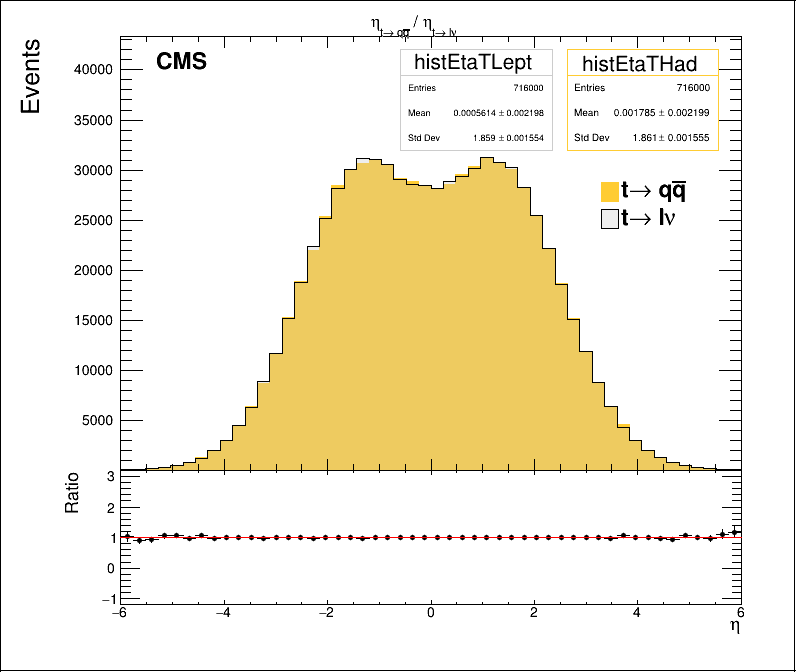 η t→ qq̅ / η t→ lν
Events
CMS
histEtaTLept
Entries 716000
Mean 0.0005614 ± 0.002198
Std Dev 1.859 ± 0.001554
histEtaTHad
Entries 716000
Mean 0.001785 ± 0.002199
Std Dev 1.861 ± 0.001555
t→ qq̅
t→ lν
40000
35000
30000
25000
20000
15000
10000
5000
Ratio
3
2
1
0
−1
−6 −4 −2 0 2 4 6
η